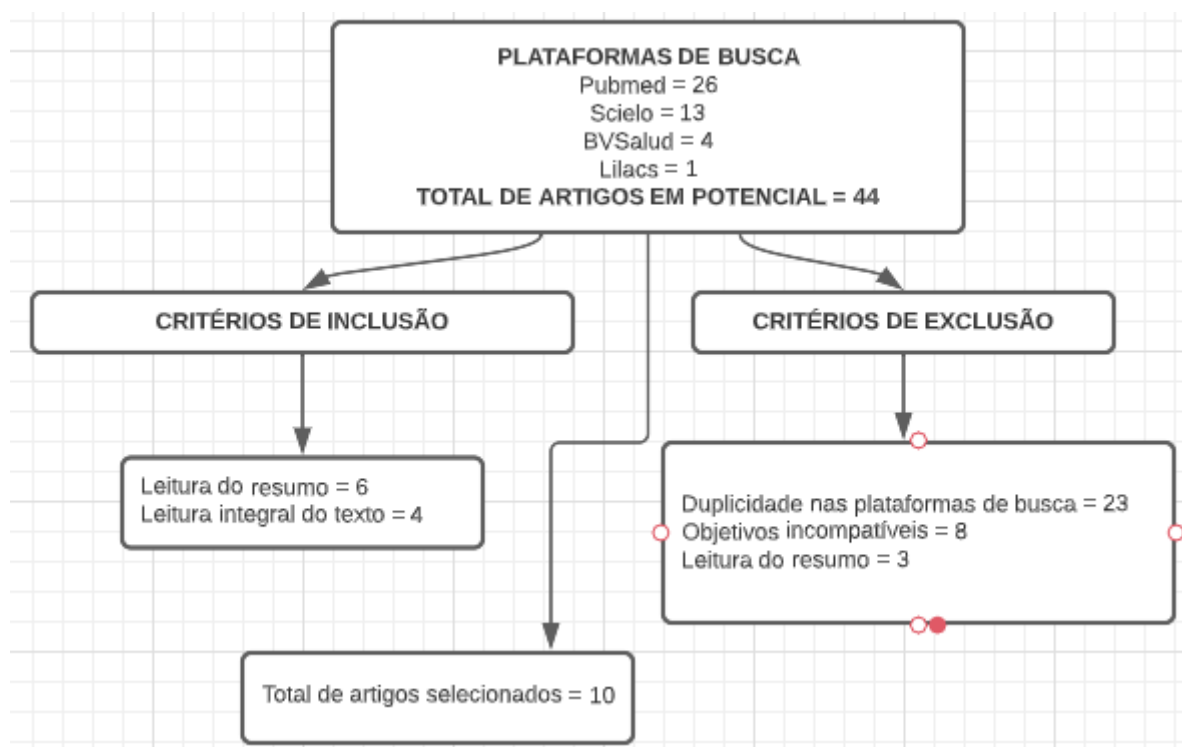 PLATAFORMAS DE BUSCA
Pubmed = 26
Scielo = 13
BVSalud = 4
Lilacs = 1
TOTAL DE ARTIGOS EM POTENCIAL = 44
CRITÉRIOS DE INCLUSÃO
CRITÉRIOS DE EXCLUSÃO
Leitura do resumo = 6
Leitura integral do texto = 4
Duplicidade nas plataformas de busca = 23
Objetivos incompatíveis = 8
Leitura do resumo = 3
Total de artigos selecionados = 10